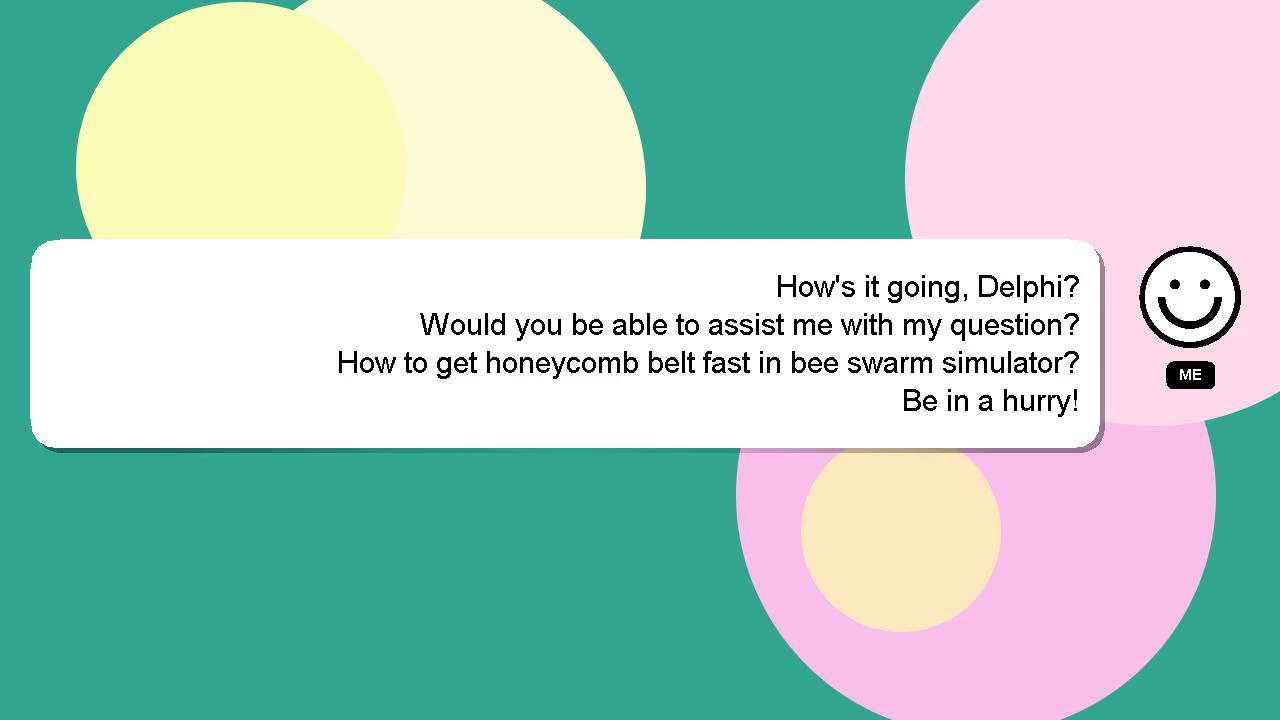 How's it going, Delphi?
Would you be able to assist me with my question?
How to get honeycomb belt fast in bee swarm simulator?
Be in a hurry!
ME